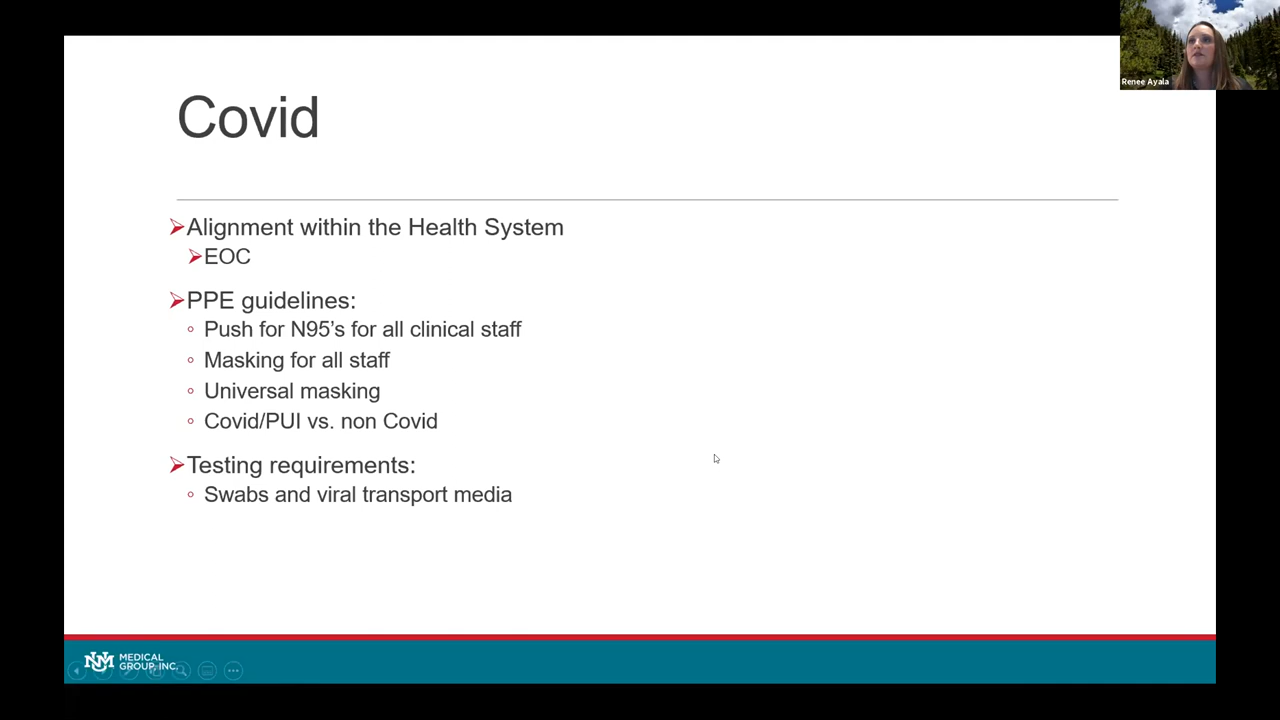 Renee Ayala
Covid
Alignment within the Health System
EOC
PPE guidelines:
Push for N95’s for all clinical staff
Masking for all staff
Universal masking
Covid/PUI vs. non Covid
Testing requirements:
Swabs and viral transport media
UNM MEDICAL
GROUP, INC.